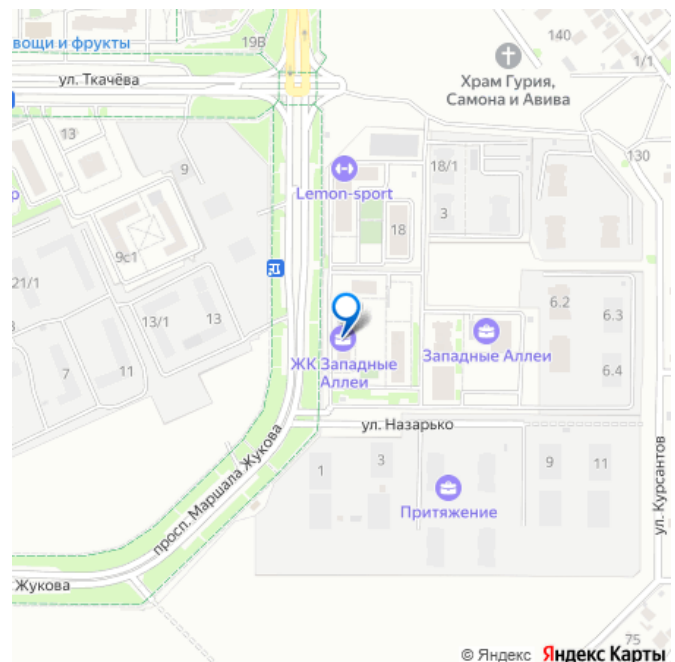 вощи и фрукты
19В
140
1/1
ул. Ткачёва
Храм Гурия,
Самона и Авива
13
9
130
18/1
Lemon-sport
3
р
18
9с1
21/1
6.2
6.3
13/1
13
ЖК Западные
Аллеи
Западные Аллеи
7
11
6.4
ул. Назарько
просп. Маршала Жукова
1
3
9
11
ул. Курсантов
Притяжение
Жукова
75
© Яндекс Яндекс Карты